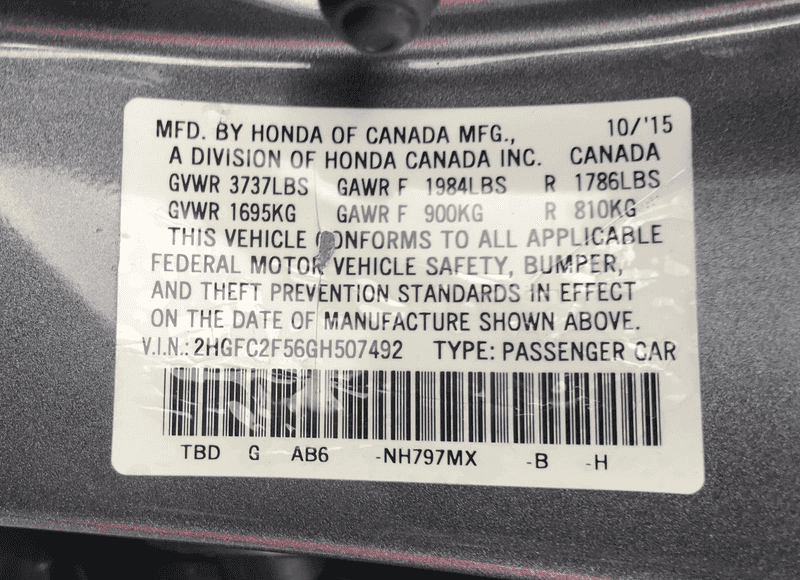 MFD. BY HONDA OF CANADA MFG., 10/'15
A DIVISION OF HONDA CANADA INC. CANADA
GVWR 3737LBS GAWR F 1984LBS R 1786LBS
GVWR 1695KG GAWR F 900KG R 810KG
THIS VEHICLE CONFORMS TO ALL APPLICABLE
FEDERAL MOTOR VEHICLE SAFETY, BUMPER,
AND THEFT PREVENTION STANDARDS IN EFFECT
ON THE DATE OF MANUFACTURE SHOWN ABOVE.
V.I.N.: 2HGFC2F56GH507492 TYPE: PASSENGER CAR
TBD G AB6 -NH797MX -B -H